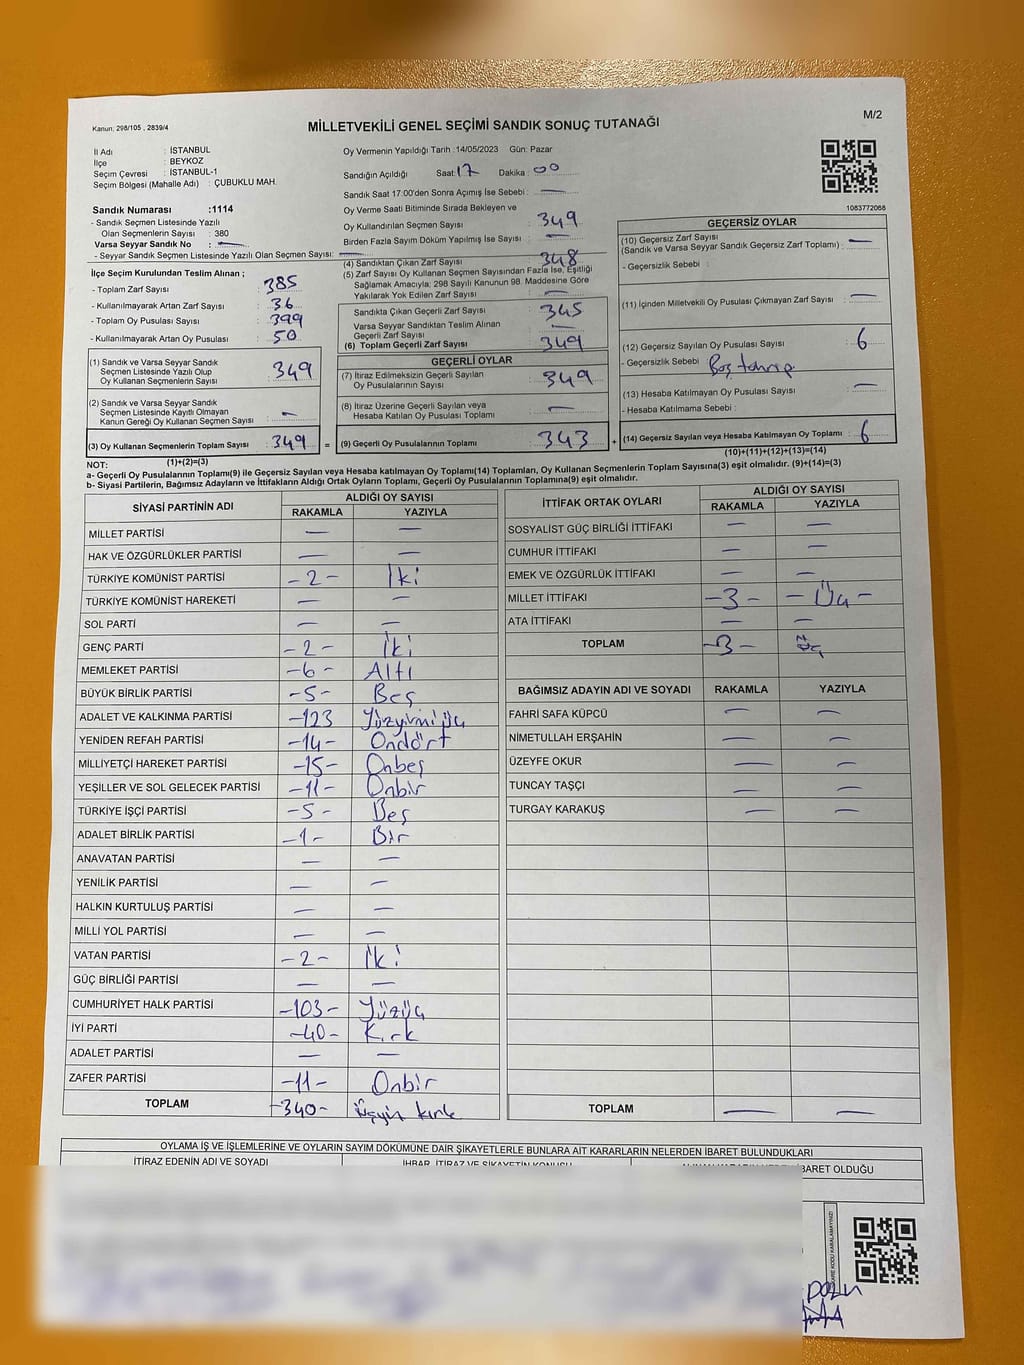 Kanun; 298/105 , 2839/4
MİLLETVEKİLİ GENEL SEÇİMİ SANDIK SONUÇ TUTANAĞI
M/2
İl Adı : İSTANBUL
İlçe : BEYKOZ
Seçim Çevresi : İSTANBUL-1
Seçim Bölgesi (Mahalle Adı) : ÇUBUKLU MAH.
Sandık Numarası :1114
- Sandık Seçmen Listesinde Yazılı
Olan Seçmenlerin Sayısı : 380
Varsa Seyyar Sandık No : —
- Seyyar Sandık Seçmen Listesinde Yazılı Olan Seçmen Sayısı: —
Oy Vermenin Yapıldığı Tarih :14/05/2023 Gün: Pazar
Sandığın Açıldığı Saat:17 Dakika: 00
Sandık Saat 17:00'den Sonra Açımış İse Sebebi : —
Oy Verme Saati Bitiminde Sırada Bekleyen ve
Oy Kullandırılan Seçmen Sayısı : 349
Birden Fazla Sayım Döküm Yapılmış İse Sayısı : —
(4) Sandıktan Çıkan Zarf Sayısı : 348
(5) Zarf Sayısı Oy Kullanan Seçmen Sayısından Fazla İse, Eşitliği
Sağlamak Amacıyla; 298 Sayılı Kanunun 98. Maddesine Göre
Yakılarak Yok Edilen Zarf Sayısı : —
İlçe Seçim Kurulundan Teslim Alınan ;
- Toplam Zarf Sayısı : 385
- Kullanılmayarak Artan Zarf Sayısı : 36
- Toplam Oy Pusulası Sayısı : 399
- Kullanılmayarak Artan Oy Pusulası : 50
Sandıkta Çıkan Geçerli Zarf Sayısı : 345
Varsa Seyyar Sandıktan Teslim Alınan
Geçerli Zarf Sayısı : —
(6) Toplam Geçerli Zarf Sayısı : 349
(1) Sandık ve Varsa Seyyar Sandık
Seçmen Listesinde Yazılı Olup
Oy Kullanan Seçmenlerin Sayısı : 349
(2) Sandık ve Varsa Seyyar Sandık
Seçmen Listesinde Kayıtlı Olmayan
Kanun Gereği Oy Kullanan Seçmen Sayısı : —
(3) Oy Kullanan Seçmenlerin Toplam Sayısı : 349 =
(1)+(2)=(3)
GEÇERLİ OYLAR
(7) İtiraz Edilmeksizin Geçerli Sayılan
Oy Pusulalarının Sayısı : 349
(8) İtiraz Üzerine Geçerli Sayılan veya
Hesaba Katılan Oy Pusulası Toplamı : —
(9) Geçerli Oy Pusulalarının Toplamı : 343 +
1083772068
GEÇERSİZ OYLAR
(10) Geçersiz Zarf Sayısı
(Sandık ve Varsa Seyyar Sandık Geçersiz Zarf Toplamı) : —
- Geçersizlik Sebebi :
(11) İçinden Milletvekili Oy Pusulası Çıkmayan Zarf Sayısı : —
(12) Geçersiz Sayılan Oy Pusulası Sayısı : 6
- Geçersizlik Sebebi : Boş
(13) Hesaba Katılmayan Oy Pusulası Sayısı : —
- Hesaba Katılmama Sebebi :
(14) Geçersiz Sayılan veya Hesaba Katılmayan Oy Toplamı : 6
(10)+(11)+(12)+(13)=(14)
NOT:
a- Geçerli Oy Pusulalarının Toplamı(9) ile Geçersiz Sayılan veya Hesaba katılmayan Oy Toplamı(14) Toplamları, Oy Kullanan Seçmenlerin Toplam Sayısına(3) eşit olmalıdır. (9)+(14)=(3)
b- Siyasi Partilerin, Bağımsız Adayların ve İttifakların Aldığı Ortak Oyların Toplamı, Geçerli Oy Pusulalarının Toplamına(9) eşit olmalıdır.
SİYASİ PARTİNİN ADI ALDIĞI OY SAYISI
RAKAMLA YAZIYLA
MİLLET PARTİSİ — —
HAK VE ÖZGÜRLÜKLER PARTİSİ — —
TÜRKİYE KOMÜNİST PARTİSİ -2- İki
TÜRKİYE KOMÜNİST HAREKETİ — —
SOL PARTİ — —
GENÇ PARTİ -2- İki
MEMLEKET PARTİSİ -6- Altı
BÜYÜK BİRLİK PARTİSİ -5- Beş
ADALET VE KALKINMA PARTİSİ -123 Yüzyirmiüç
YENİDEN REFAH PARTİSİ -14- Ondört
MİLLİYETÇİ HAREKET PARTİSİ -15- Onbeş
YEŞİLLER VE SOL GELECEK PARTİSİ -11- Onbir
TÜRKİYE İŞÇİ PARTİSİ -5- Beş
ADALET BİRLİK PARTİSİ -1- Bir
ANAVATAN PARTİSİ — —
YENİLİK PARTİSİ — —
HALKIN KURTULUŞ PARTİSİ — —
MİLLİ YOL PARTİSİ — —
VATAN PARTİSİ -2- İki
GÜÇ BİRLİĞİ PARTİSİ — —
CUMHURİYET HALK PARTİSİ -103- Yüzüç
İYİ PARTİ -40- Kırk
ADALET PARTİSİ — —
ZAFER PARTİSİ -11- Onbir
TOPLAM -340- Üçyüz kırk
İTTİFAK ORTAK OYLARI ALDIĞI OY SAYISI
RAKAMLA YAZIYLA
SOSYALİST GÜÇ BİRLİĞİ İTTİFAKI — —
CUMHUR İTTİFAKI — —
EMEK VE ÖZGÜRLÜK İTTİFAKI — —
MİLLET İTTİFAKI -3- -Üç-
ATA İTTİFAKI — —
TOPLAM -3- Üç
BAĞIMSIZ ADAYIN ADI VE SOYADI RAKAMLA YAZIYLA
FAHRİ SAFA KÜPCÜ — —
NİMETULLAH ERŞAHİN — —
ÜZEYFE OKUR — —
TUNCAY TAŞÇI — —
TURGAY KARAKUŞ — —
TOPLAM — —
OYLAMA İŞ VE İŞLEMLERİNE VE OYLARIN SAYIM DÖKÜMÜNE DAİR ŞİKAYETLERLE BUNLARA AİT KARARLARIN NELERDEN İBARET BULUNDUKLARI
İTİRAZ EDENİN ADI VE SOYADI İHBAR, İTİRAZ VE ŞİKAYETİN KONUSU İBARET OLDUĞU